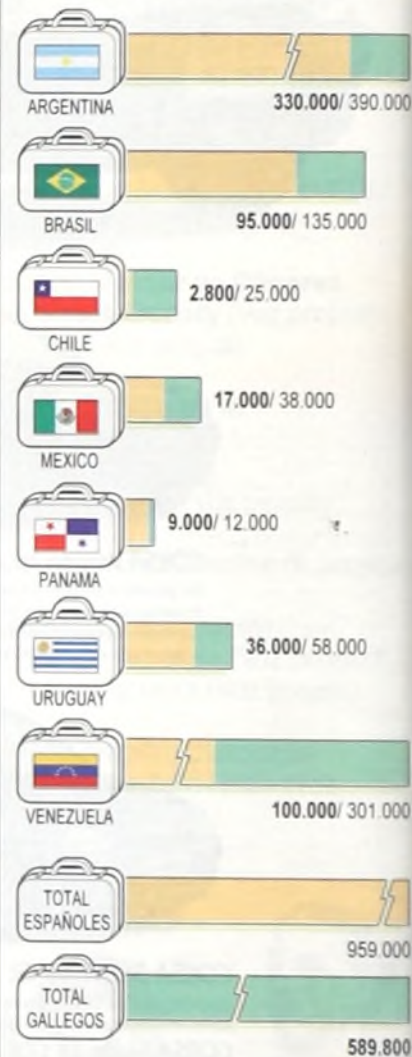 ARGENTINA
330.000/ 390.000
BRASIL
95.000/ 135.000
CHILE
2.800/ 25.000
MEXICO
17.000/ 38.000
PANAMA
9.000/ 12.000
URUGUAY
36.000/ 58.000
VENEZUELA
100.000/ 301.000
TOTAL
ESPAÑOLES
959.000
TOTAL
GALLEGOS
589.800